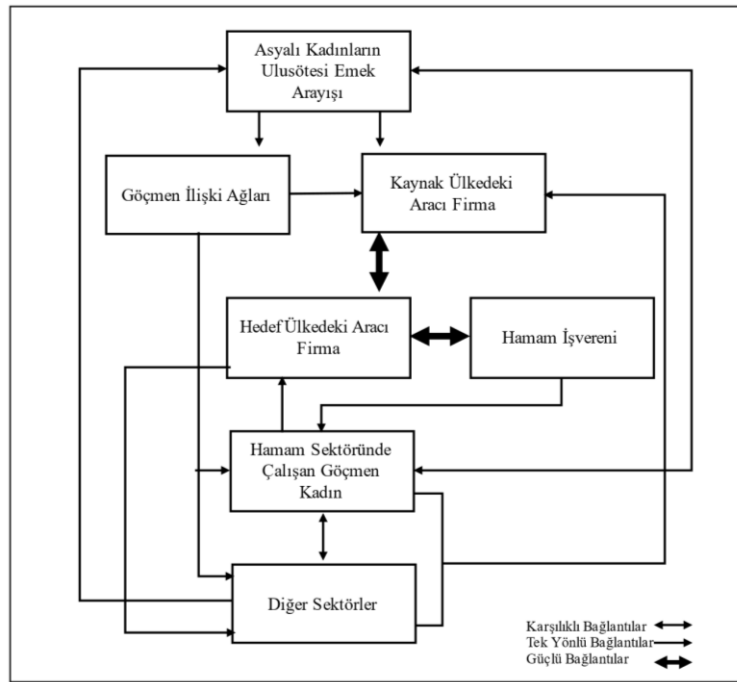 Asyalı Kadınların
Ulusötesi Emek
Arayışı
Göçmen İlişki Ağları
Kaynak Ülkedeki
Aracı Firma
Hedef Ülkedeki Aracı
Firma
Hamam İşvereni
Hamam Sektöründe
Çalışan Göçmen
Kadın
Diğer Sektörler
Karşılıklı Bağlantılar
Tek Yönlü Bağlantılar
Güçlü Bağlantılar